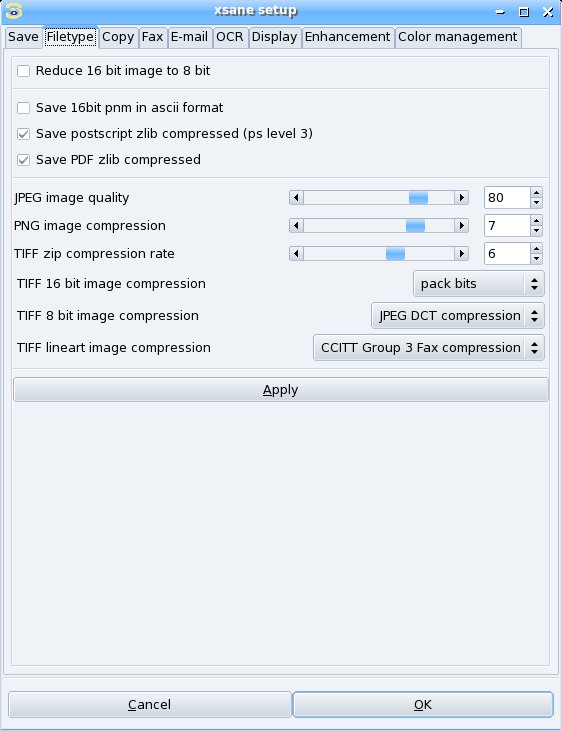 xsane setup
Save Filetype Copy Fax E-mail OCR Display Enhancement Color management
Reduce 16 bit image to 8 bit
Save 16bit pnm in ascii format
Save postscript zlib compressed (ps level 3)
Save PDF zlib compressed
JPEG image quality 80
PNG image compression 7
TIFF zip compression rate 6
TIFF 16 bit image compression pack bits
TIFF 8 bit image compression JPEG DCT compression
TIFF lineart image compression CCITT Group 3 Fax compression
Apply
Cancel OK